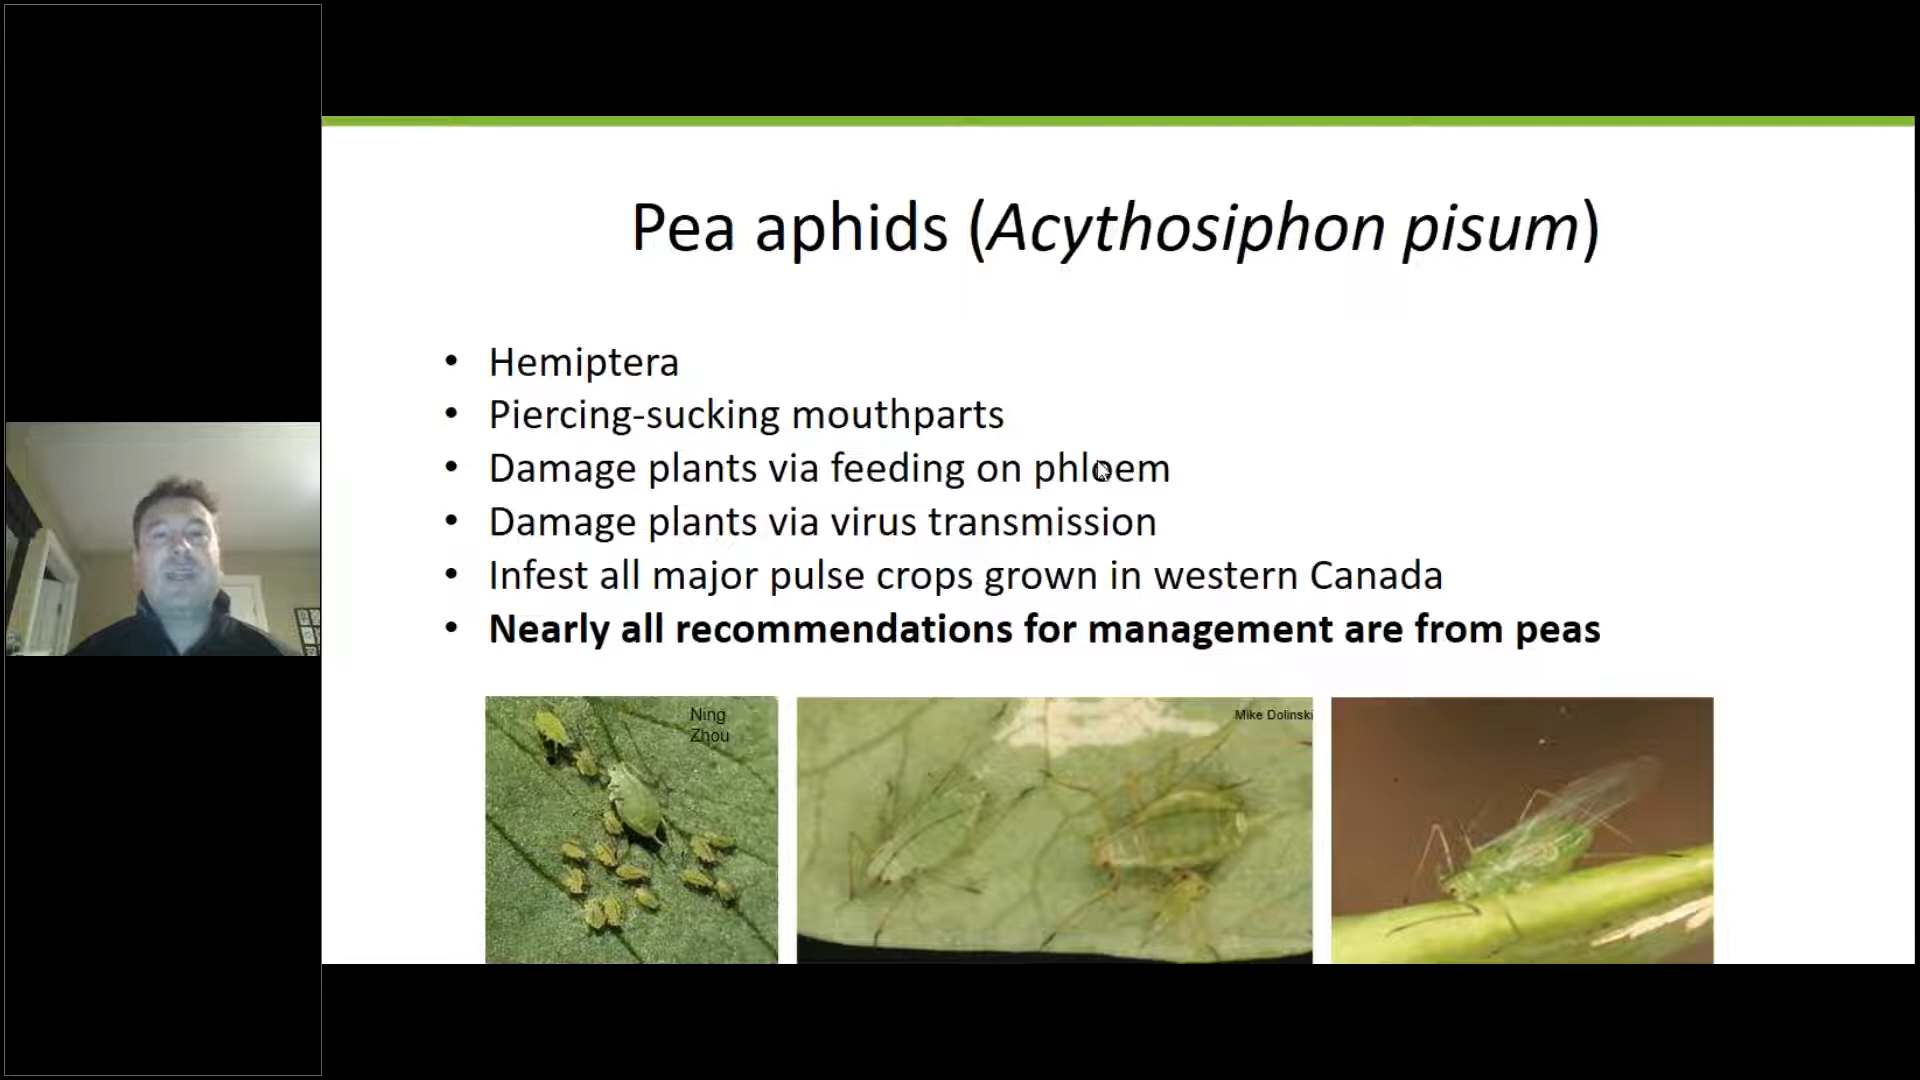 Pea aphids (Acythosiphon pisum)
• Hemiptera
• Piercing-sucking mouthparts
• Damage plants via feeding on phloem
• Damage plants via virus transmission
• Infest all major pulse crops grown in western Canada
• Nearly all recommendations for management are from peas
Ning
Zhou
Mike Dolinski